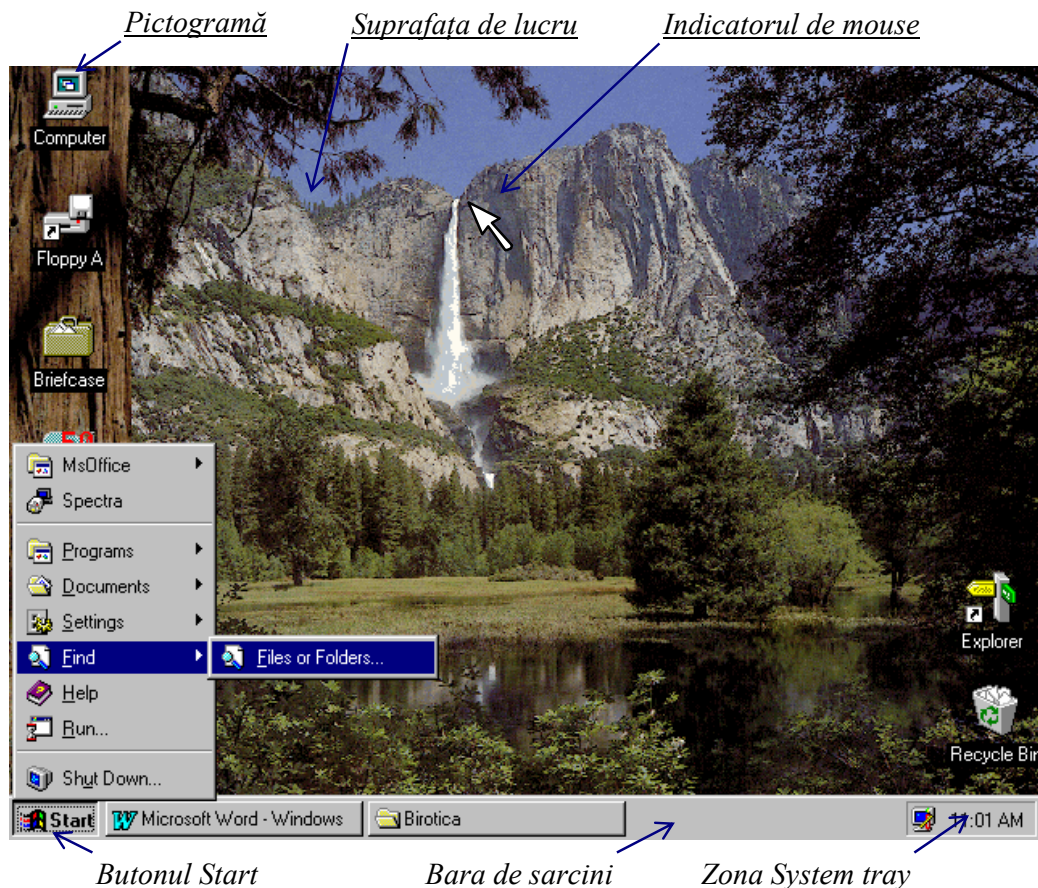 Pictogramă Suprafața de lucru Indicatorul de mouse
Computer
Floppy A
Briefcase
MsOffice
Spectra
Programs
Documents
Settings
Find Files or Folders...
Help
Run...
Shut Down...
Explorer
Recycle Bin
Start Microsoft Word - Windows Birotica 11:01 AM
Butonul Start Bara de sarcini Zona System tray